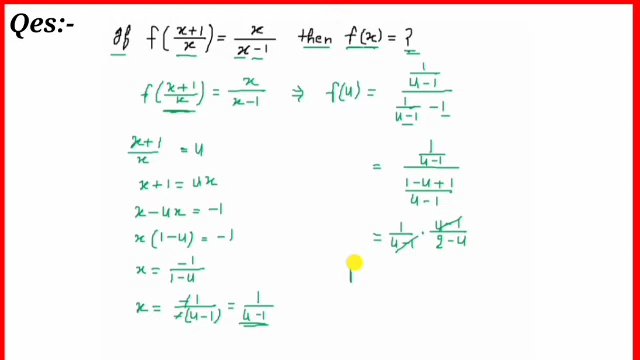 Qes:-
If f((x+1)/x) = x/(x-1) then f(x) = ?
f((x+1)/x) = x/(x-1) ⇒ f(u) = (1/(u-1))/(1/(u-1) -1)
(x+1)/x = u
= (1/(u-1))/((1-u+1)/(u-1))
x+1 = ux
x-ux = -1
= 1/(u-1) · (u-1)/(2-u)
x(1-u) = -1
x = -1/(1-u)
x = -1/-(u-1) = 1/(u-1)